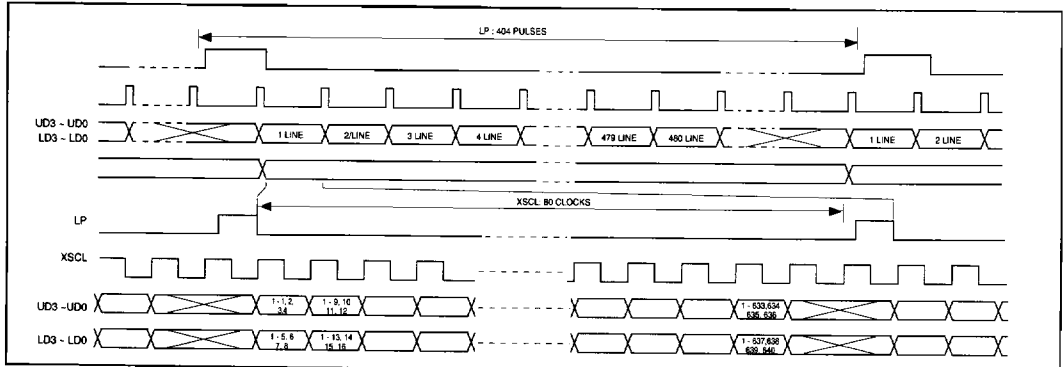 LP : 404 PULSES
UD3 ~ UD0
LD3 ~ LD0
1 LINE 2/LINE 3 LINE 4 LINE 479 LINE 480 LINE 1 LINE 2 LINE
XSCL: 80 CLOCKS
LP
XSCL
UD3 ~UD0
1 - 1, 2, 1 - 9, 10 1 - 633,634
3,4 11, 12 635, 636
LD3 ~ LD0
1 - 5, 6 1 - 13, 14 1 - 637,638
7, 8 15, 16 639, 640